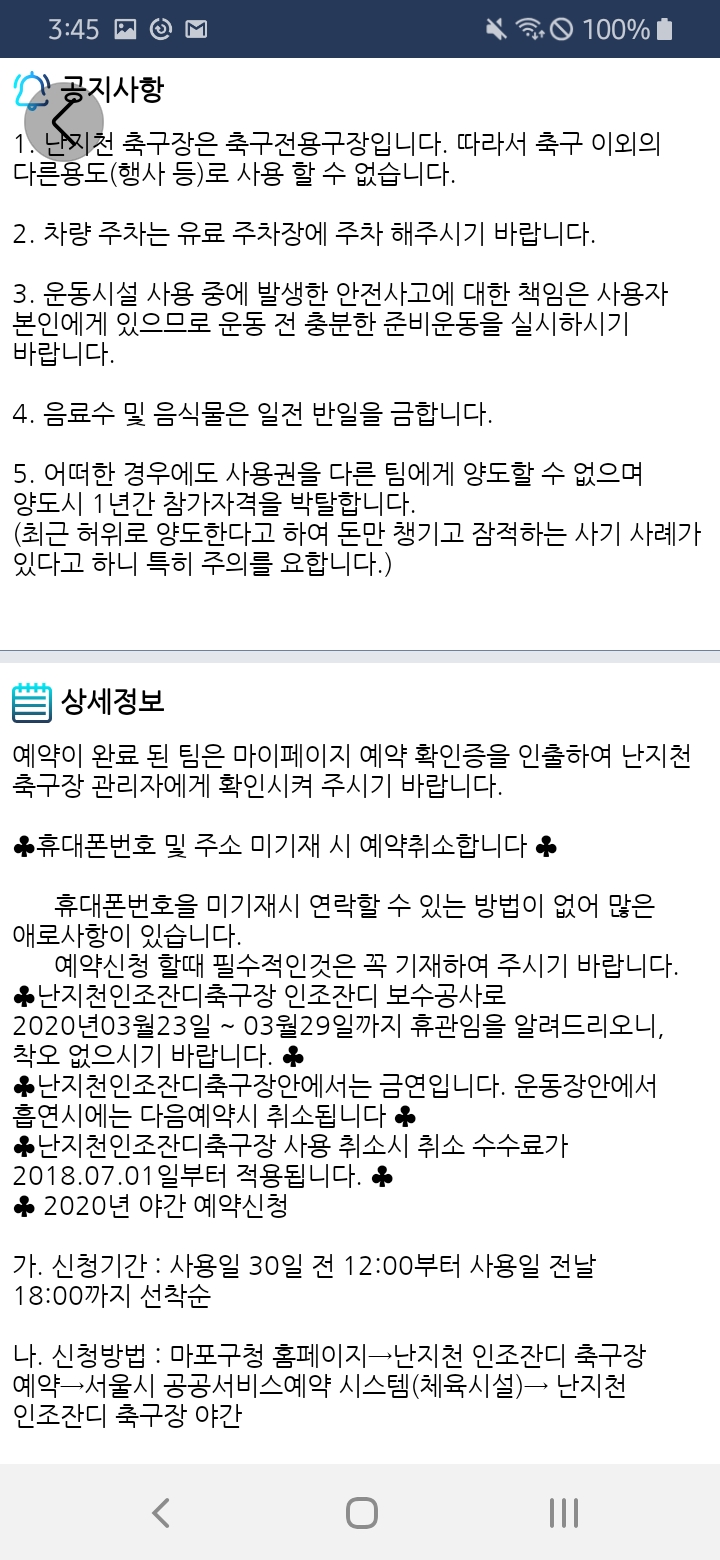 3:45 100%
공지사항
1. 난지천 축구장은 축구전용구장입니다. 따라서 축구 이외의
다른용도(행사 등)로 사용 할 수 없습니다.
2. 차량 주차는 유료 주차장에 주차 해주시기 바랍니다.
3. 운동시설 사용 중에 발생한 안전사고에 대한 책임은 사용자
본인에게 있으므로 운동 전 충분한 준비운동을 실시하시기
바랍니다.
4. 음료수 및 음식물은 일전 반일을 금합니다.
5. 어떠한 경우에도 사용권을 다른 팀에게 양도할 수 없으며
양도시 1년간 참가자격을 박탈합니다.
(최근 허위로 양도한다고 하여 돈만 챙기고 잠적하는 사기 사례가
있다고 하니 특히 주의를 요합니다.)
상세정보
예약이 완료 된 팀은 마이페이지 예약 확인증을 인출하여 난지천
축구장 관리자에게 확인시켜 주시기 바랍니다.
♣휴대폰번호 및 주소 미기재 시 예약취소합니다 ♣
휴대폰번호을 미기재시 연락할 수 있는 방법이 없어 많은
애로사항이 있습니다.
예약신청 할때 필수적인것은 꼭 기재하여 주시기 바랍니다.
♣난지천인조잔디축구장 인조잔디 보수공사로
2020년03월23일 ~ 03월29일까지 휴관임을 알려드리오니,
착오 없으시기 바랍니다. ♣
♣난지천인조잔디축구장안에서는 금연입니다. 운동장안에서
흡연시에는 다음예약시 취소됩니다 ♣
♣난지천인조잔디축구장 사용 취소시 취소 수수료가
2018.07.01일부터 적용됩니다. ♣
♣ 2020년 야간 예약신청
가. 신청기간 : 사용일 30일 전 12:00부터 사용일 전날
18:00까지 선착순
나. 신청방법 : 마포구청 홈페이지→난지천 인조잔디 축구장
예약→서울시 공공서비스예약 시스템(체육시설)→ 난지천
인조잔디 축구장 야간